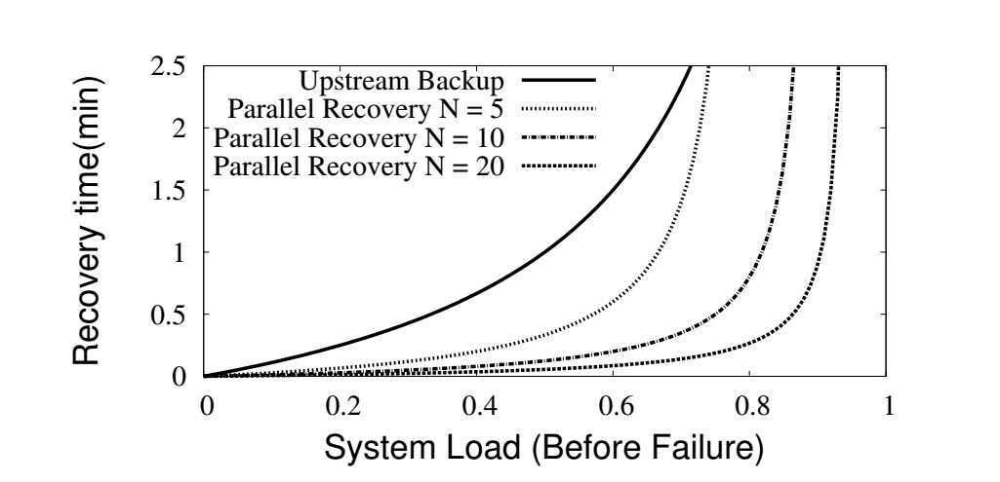 2.5
2
1.5
1
0.5
0
Recovery time(min)
Upstream Backup
Parallel Recovery N = 5
Parallel Recovery N = 10
Parallel Recovery N = 20
0 0.2 0.4 0.6 0.8 1
System Load (Before Failure)